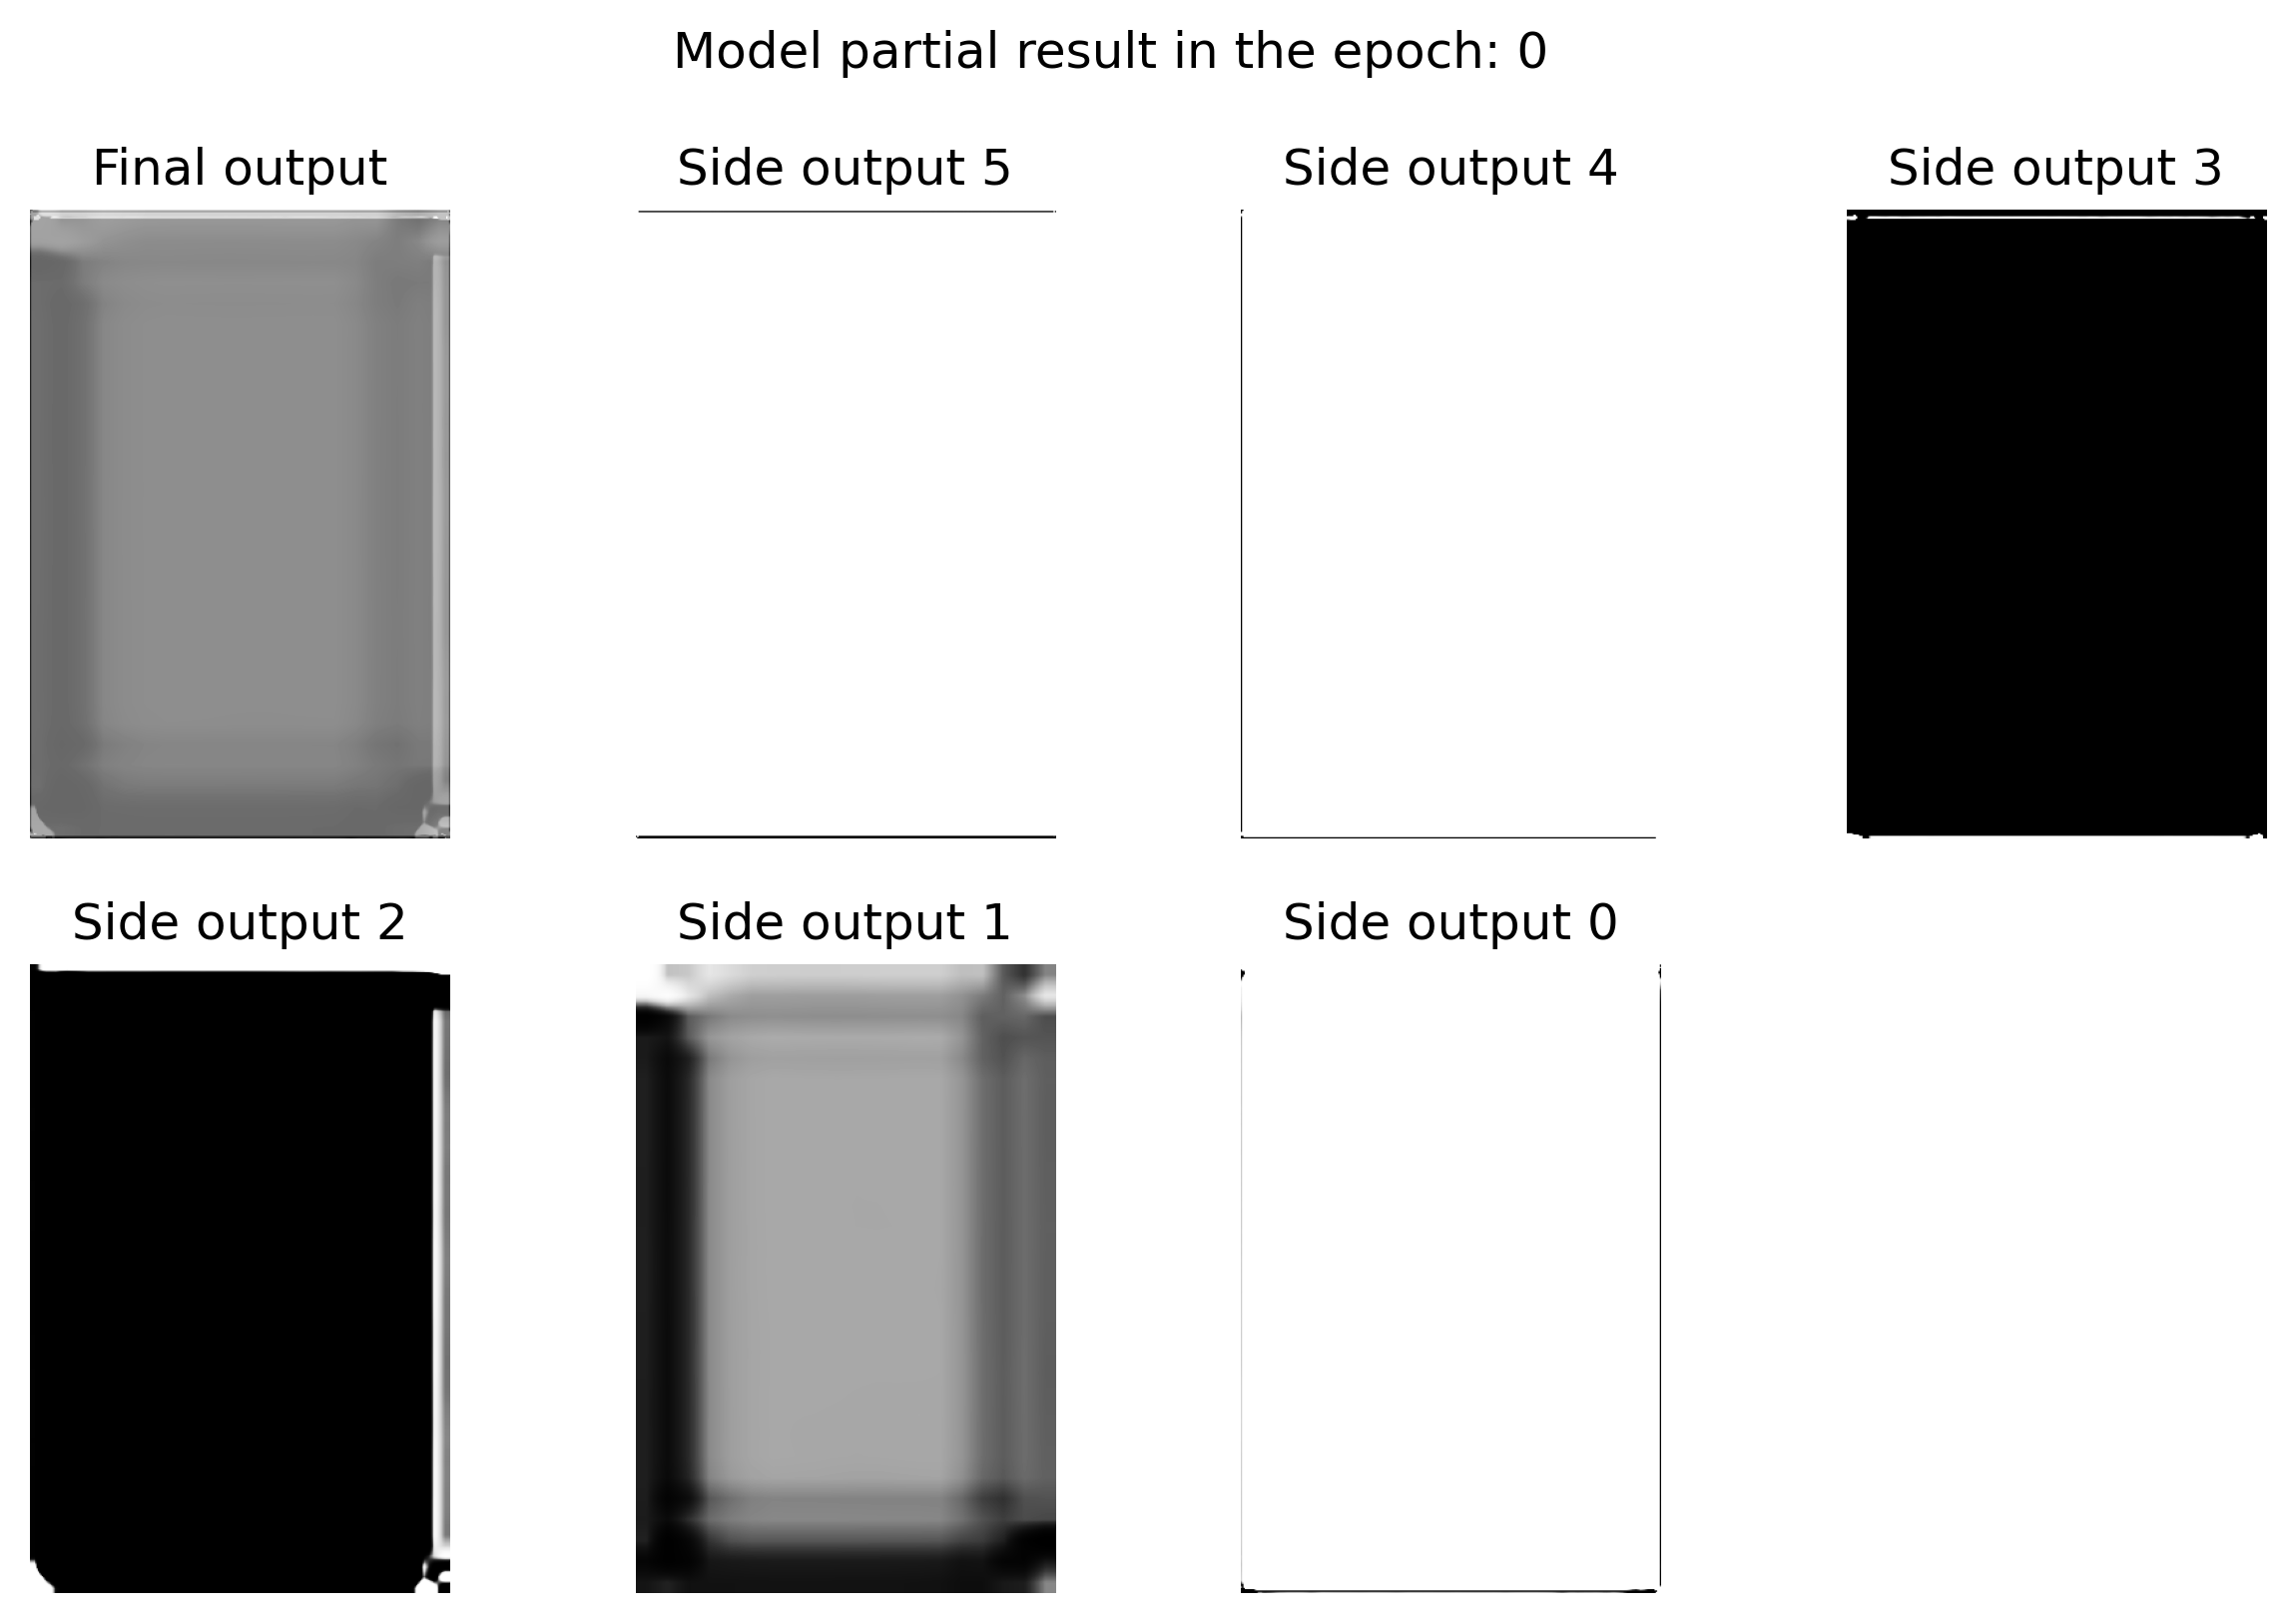 Model partial result in the epoch: 0
Final output
Side output 5
Side output 4
Side output 3
Side output 2
Side output 1
Side output 0